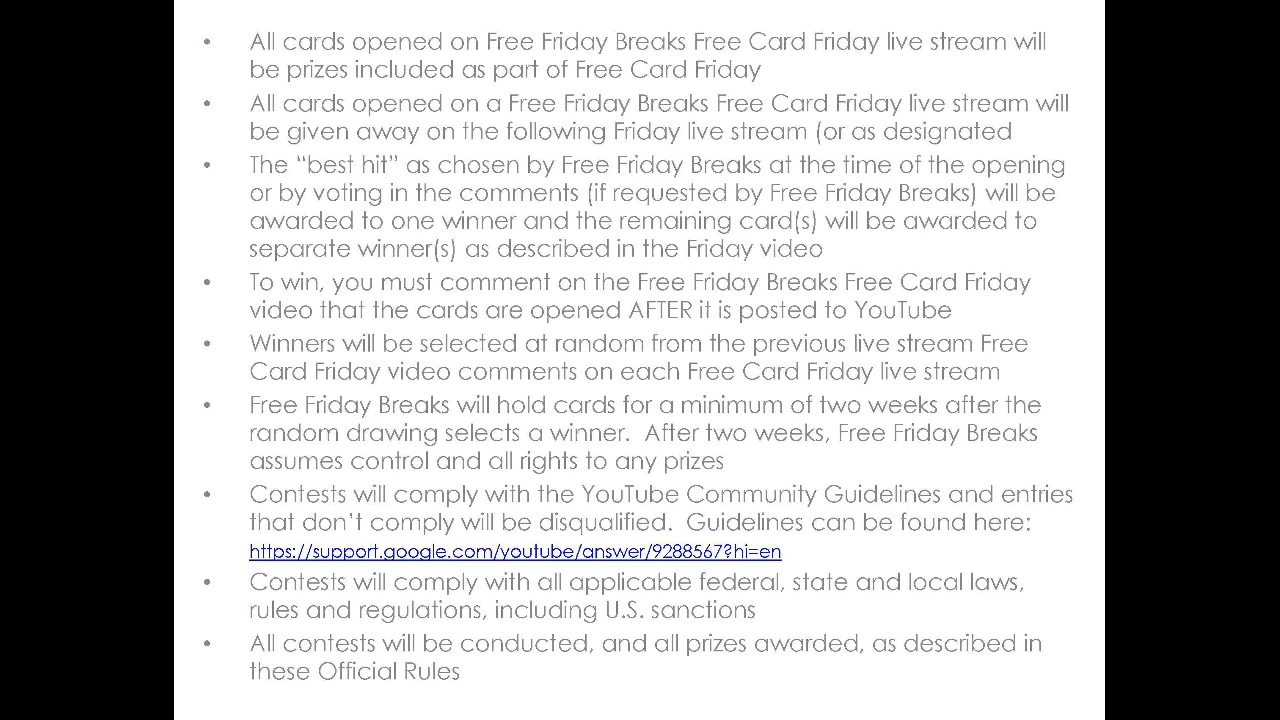 • All cards opened on Free Friday Breaks Free Card Friday live stream will
be prizes included as part of Free Card Friday
• All cards opened on a Free Friday Breaks Free Card Friday live stream will
be given away on the following Friday live stream (or as designated
• The “best hit” as chosen by Free Friday Breaks at the time of the opening
or by voting in the comments (if requested by Free Friday Breaks) will be
awarded to one winner and the remaining card(s) will be awarded to
separate winner(s) as described in the Friday video
• To win, you must comment on the Free Friday Breaks Free Card Friday
video that the cards are opened AFTER it is posted to YouTube
• Winners will be selected at random from the previous live stream Free
Card Friday video comments on each Free Card Friday live stream
• Free Friday Breaks will hold cards for a minimum of two weeks after the
random drawing selects a winner.  After two weeks, Free Friday Breaks
assumes control and all rights to any prizes
• Contests will comply with the YouTube Community Guidelines and entries
that don’t comply will be disqualified.  Guidelines can be found here:
https://support.google.com/youtube/answer/9288567?hl=en
• Contests will comply with all applicable federal, state and local laws,
rules and regulations, including U.S. sanctions
• All contests will be conducted, and all prizes awarded, as described in
these Official Rules